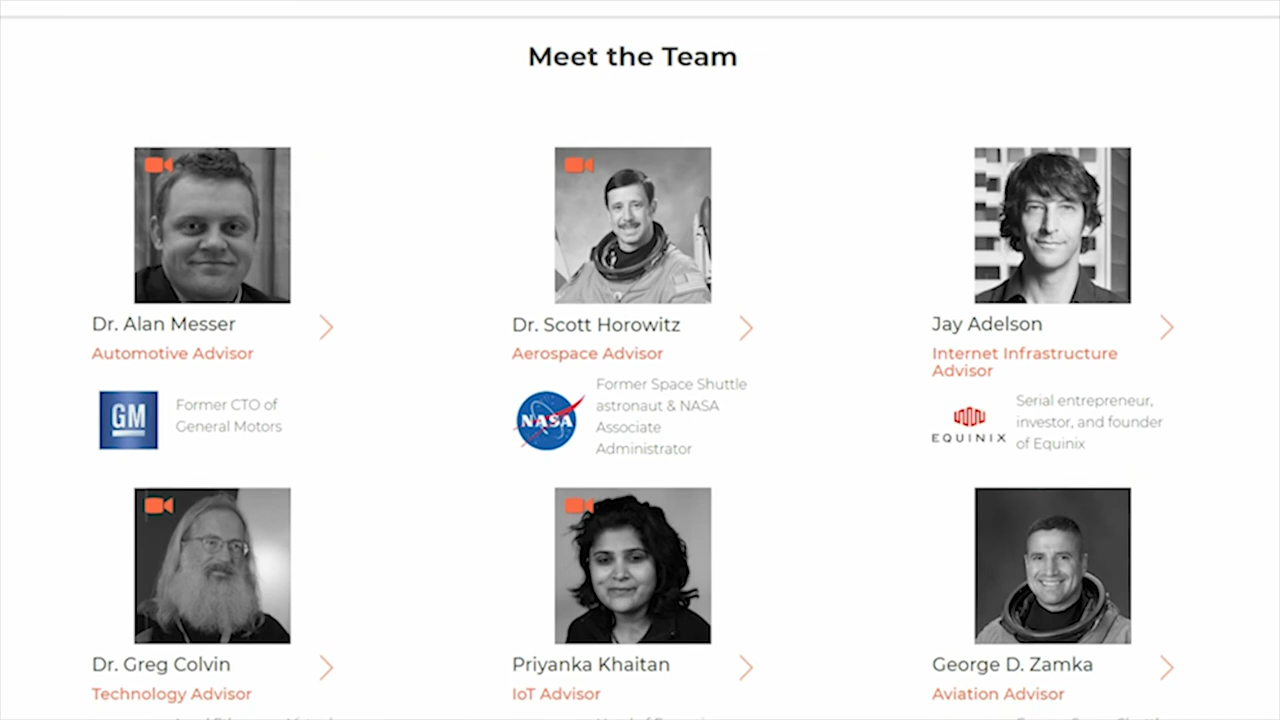 Meet the Team
Dr. Alan Messer
Automotive Advisor
GM
Former CTO of
General Motors
Dr. Scott Horowitz
Aerospace Advisor
NASA
Former Space Shuttle
astronaut & NASA
Associate
Administrator
Jay Adelson
Internet Infrastructure
Advisor
EQUINIX
Serial entrepreneur,
investor, and founder
of Equinix
Dr. Greg Colvin
Technology Advisor
Priyanka Khaitan
IoT Advisor
George D. Zamka
Aviation Advisor